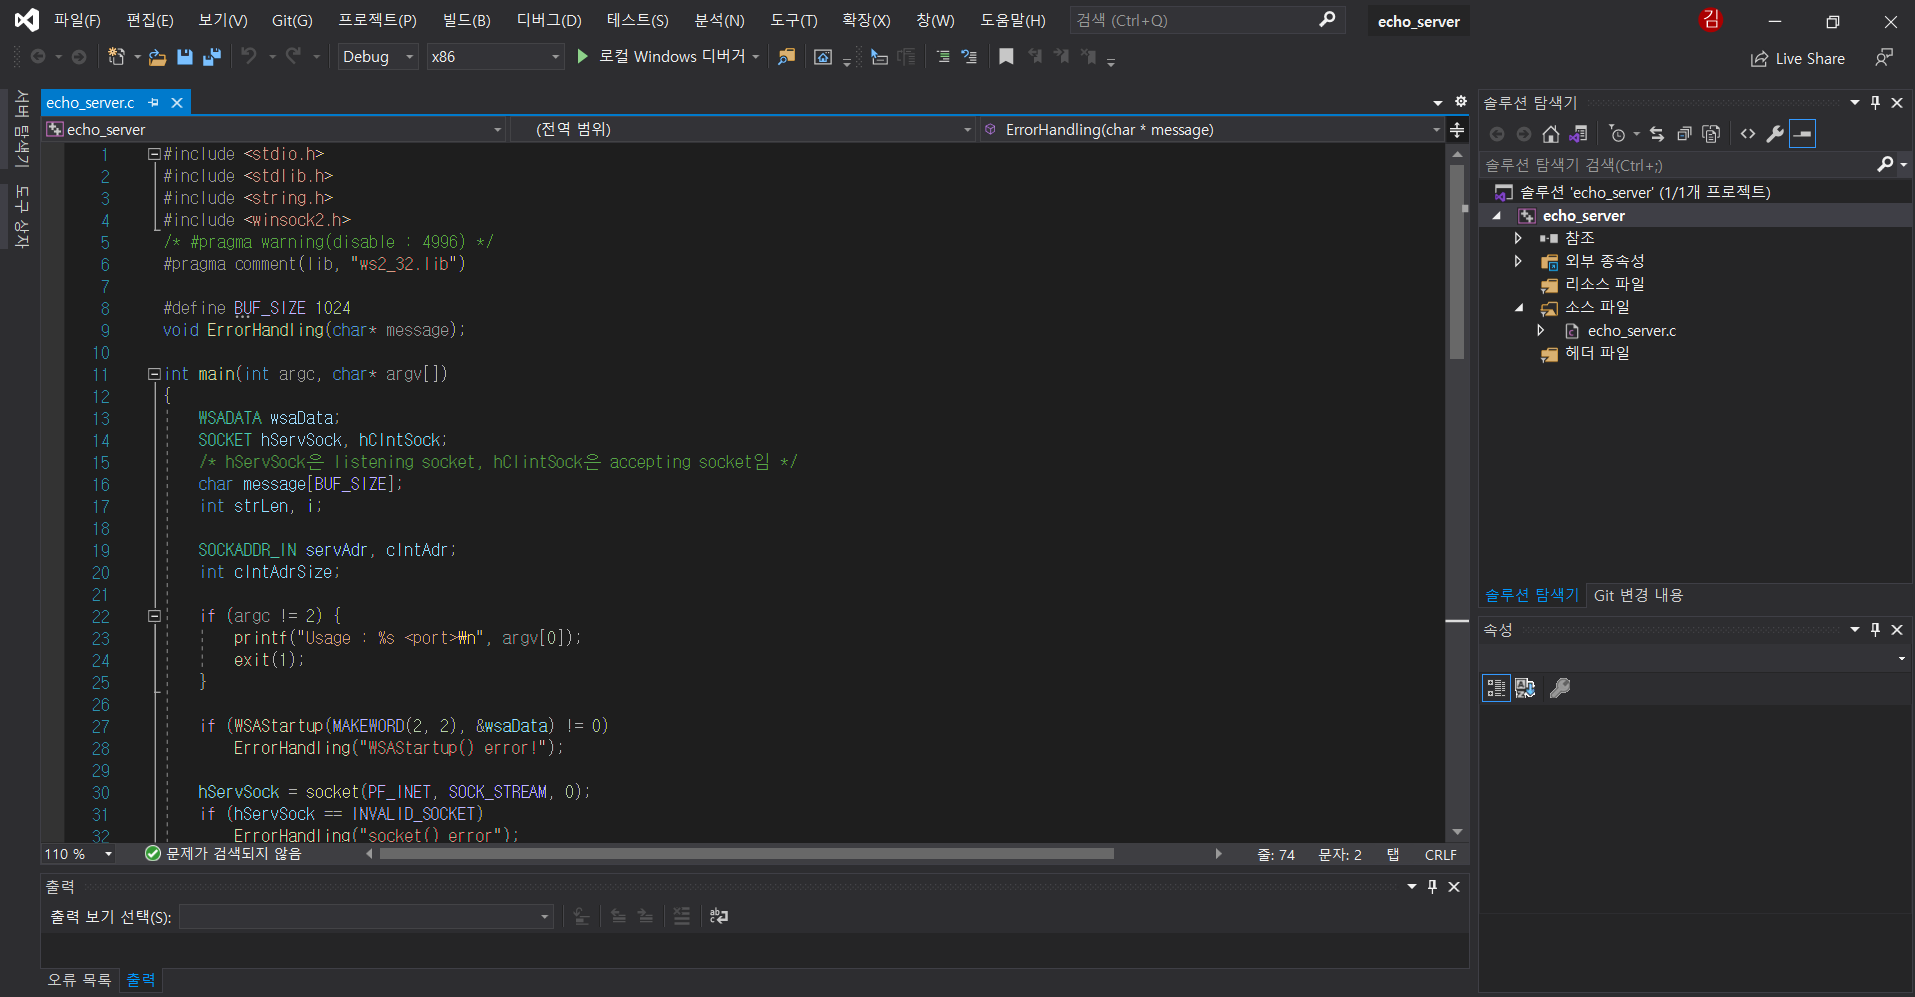 파일(F) 편집(E) 보기(V) Git(G) 프로젝트(P) 빌드(B) 디버그(D) 테스트(S) 분석(N) 도구(T) 확장(X) 창(W) 도움말(H) 검색 (Ctrl+Q) echo_server 김
Debug x86 로컬 Windows 디버거 Live Share
서버 탐색기
도구 상자
echo_server.c
echo_server (전역 범위) ErrorHandling(char * message)
1 #include <stdio.h>
2 #include <stdlib.h>
3 #include <string.h>
4 #include <winsock2.h>
5 /* #pragma warning(disable : 4996) */
6 #pragma comment(lib, "ws2_32.lib")
7
8 #define BUF_SIZE 1024
9 void ErrorHandling(char* message);
10
11 int main(int argc, char* argv[])
12 {
13 WSADATA wsaData;
14 SOCKET hServSock, hClntSock;
15 /* hServSock은 listening socket, hClintSock은 accepting socket임 */
16 char message[BUF_SIZE];
17 int strLen, i;
18
19 SOCKADDR_IN servAdr, clntAdr;
20 int clntAdrSize;
21
22 if (argc != 2) {
23 printf("Usage : %s <port>₩n", argv[0]);
24 exit(1);
25 }
26
27 if (WSAStartup(MAKEWORD(2, 2), &wsaData) != 0)
28 ErrorHandling("WSAStartup() error!");
29
30 hServSock = socket(PF_INET, SOCK_STREAM, 0);
31 if (hServSock == INVALID_SOCKET)
32 ErrorHandling("socket() error");
110 % 문제가 검색되지 않음 줄: 74 문자: 2 탭 CRLF
출력
출력 보기 선택(S):
오류 목록 출력
솔루션 탐색기
솔루션 탐색기 검색(Ctrl+;)
솔루션 'echo_server' (1/1개 프로젝트)
echo_server
참조
외부 종속성
리소스 파일
소스 파일
echo_server.c
헤더 파일
솔루션 탐색기 Git 변경 내용
속성